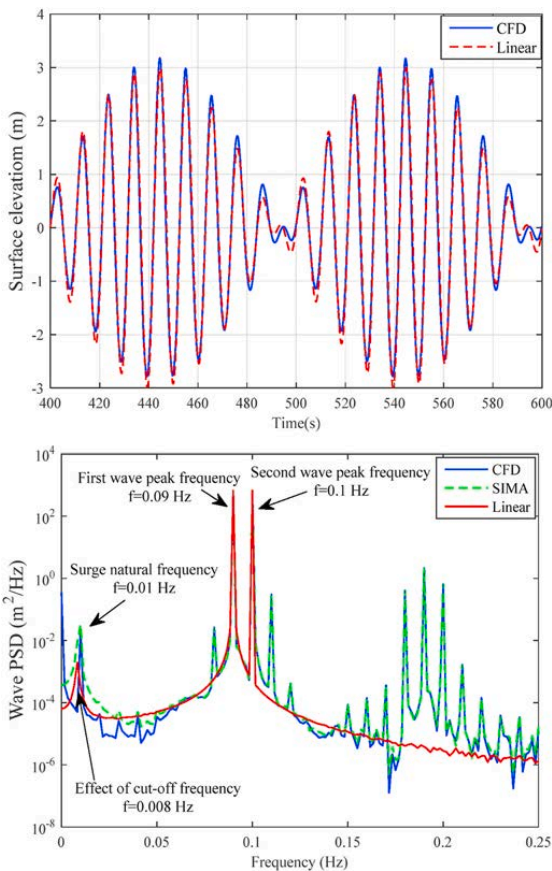 4
3
2
1
0
-1
-2
-3
Surface elevatiom (m)
CFD
Linear
400 420 440 460 480 500 520 540 560 580 600
Time(s)
10^4
10^2
10^0
10^-2
10^-4
10^-6
10^-8
Wave PSD (m^2/Hz)
First wave peak frequency
f=0.09 Hz
Second wave peak frequency
f=0.1 Hz
CFD
SIMA
Linear
Surge natural frequency
f=0.01 Hz
Effect of cut-off frequency
f=0.008 Hz
0 0.05 0.1 0.15 0.2 0.25
Frequency (Hz)